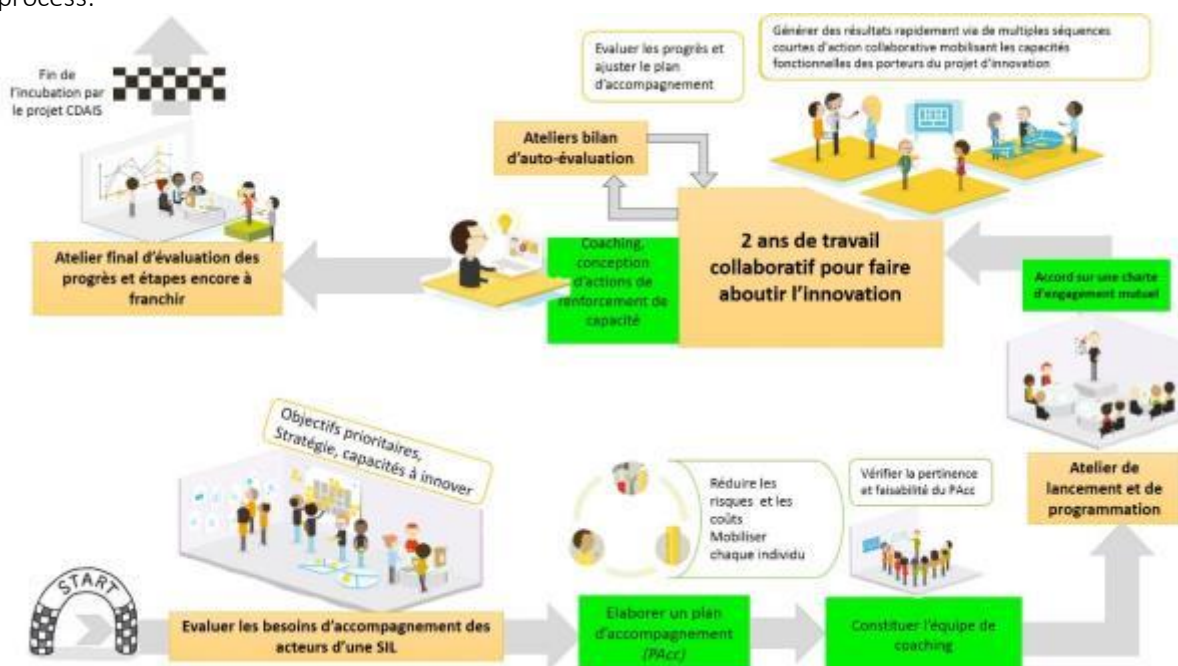 process.
Fin de
l'incubation par
le projet CDAIS
Evaluer les progrès et
ajuster le plan
d'accompagnement
Générer des résultats rapidement vie de multiples séquences
courtes d'action collaborative mobilisant les capacités
fonctionnelles des porteurs du projet d'innovation
Ateliers bilan
d'auto-évaluation
Atelier final d'évaluation des
progrès et étapes encore à
franchir
Coaching,
conception
d'actions de
renforcement de
capacité
2 ans de travail
collaboratif pour faire
aboutir l'innovation
Accord sur une charte
d'engagement mutuel
Objectifs prioritaires,
Stratégie, capacités à innover
Réduire les
risques et les
coûts
Mobiliser
chaque individu
Vérifier la pertinence
et faisabilité du PAcc
Atelier de
lancement et de
programmation
START
Evaluer les besoins d'accompagnement des
acteurs d'une SIL
Elaborer un plan
d'accompagnement
(PAcc)
Constituer l'équipe de
coaching